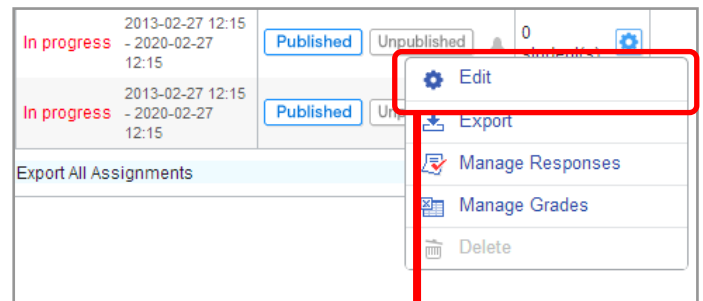 2013-02-27 12:15
In progress - 2020-02-27
12:15
Published Unpublished 0
Edit
2013-02-27 12:15
In progress - 2020-02-27
12:15
Published
Export
Export All Assignments
Manage Responses
Manage Grades
Delete